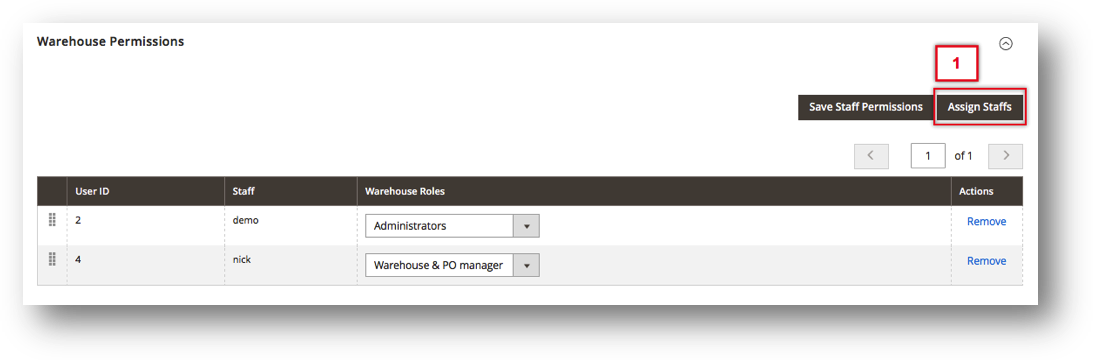 Warehouse Permissions
1
Save Staff Permissions Assign Staffs
1 of 1
User ID Staff Warehouse Roles Actions
2 demo Administrators Remove
4 nick Warehouse & PO manager Remove